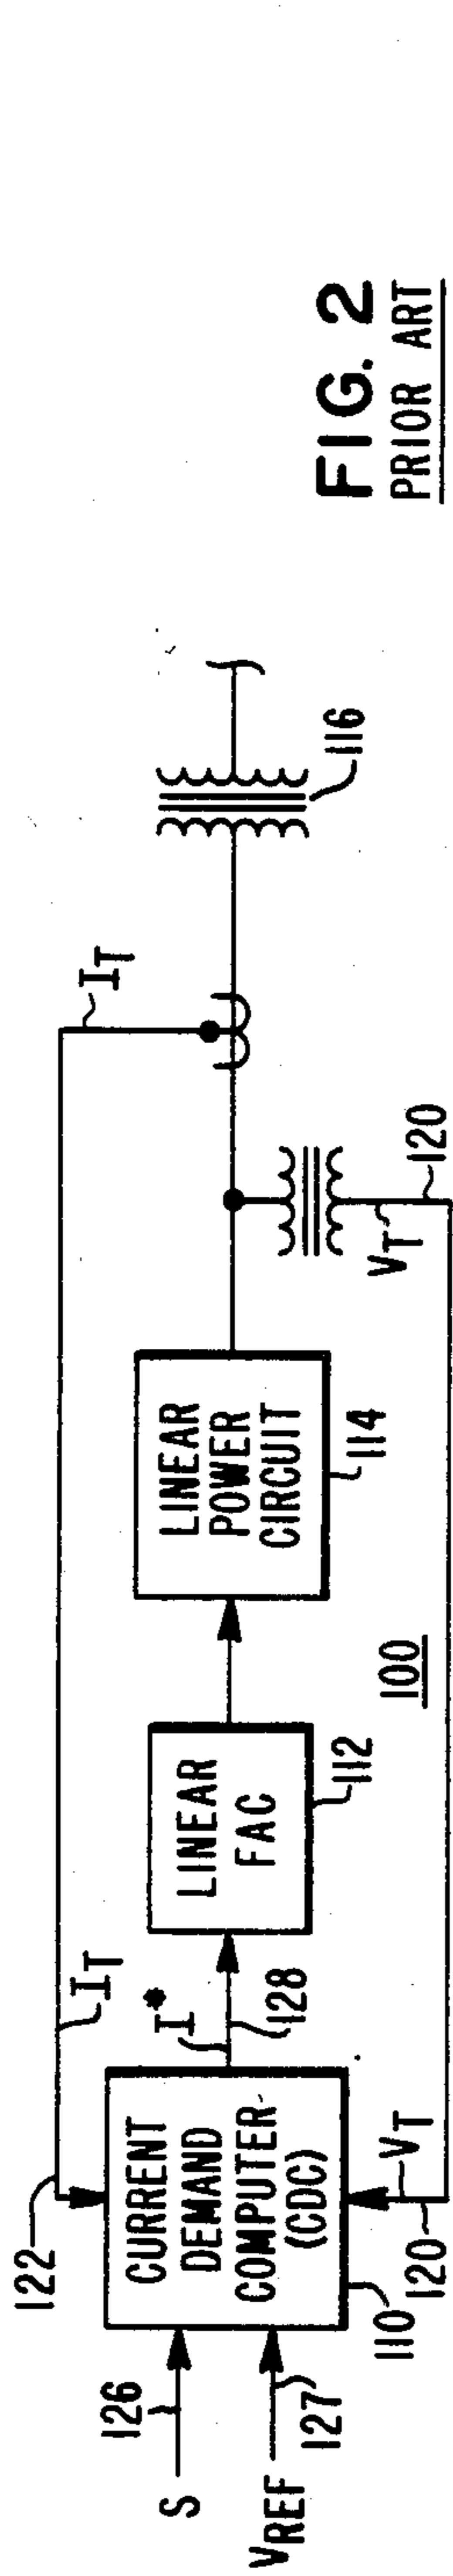 122
I_T
I_T
S
126
V_REF
127
CURRENT
DEMAND
COMPUTER
(CDC)
110
I*
128
LINEAR
FAC
112
LINEAR
POWER
CIRCUIT
114
116
V_T
120
V_T
120
100
FIG. 2
PRIOR ART